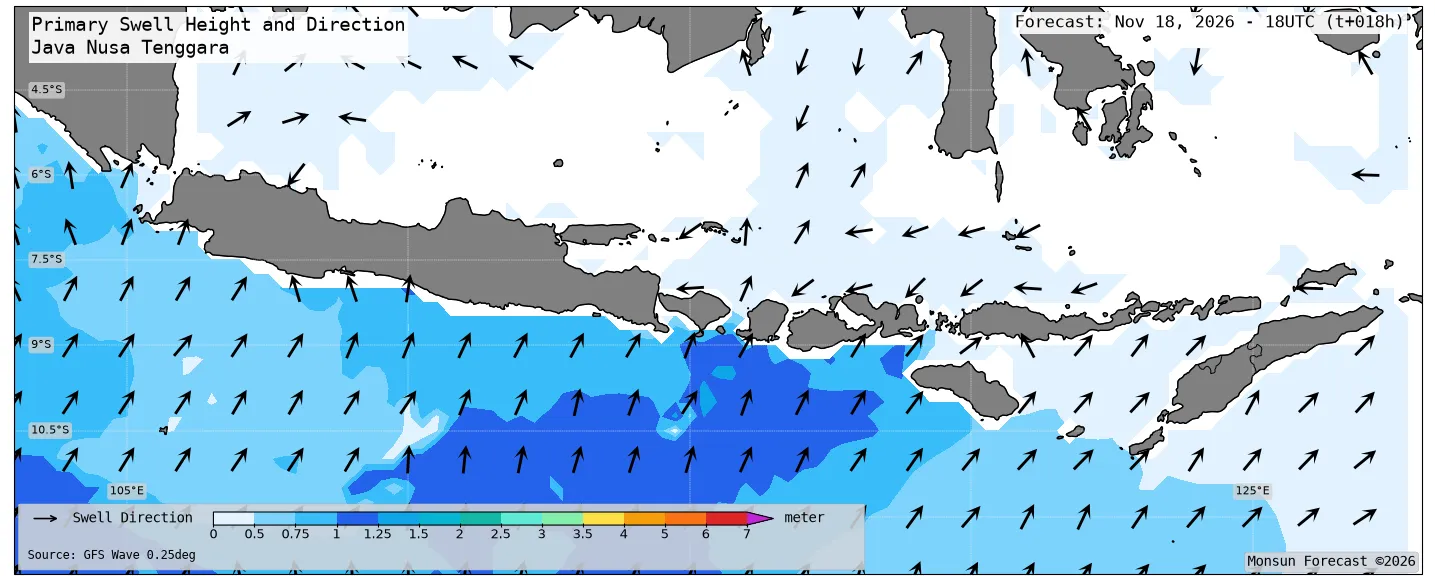 Primary Swell Height and Direction
Java Nusa Tenggara
Forecast: Nov 18, 2026 - 18UTC (t+018h)
4.5°S
6°S
7.5°S
9°S
10.5°S
105°E
125°E
Swell Direction
0 0.5 0.75 1 1.25 1.5 2 2.5 3 3.5 4 5 6 7
meter
Source: GFS Wave 0.25deg
Monsun Forecast ©2026